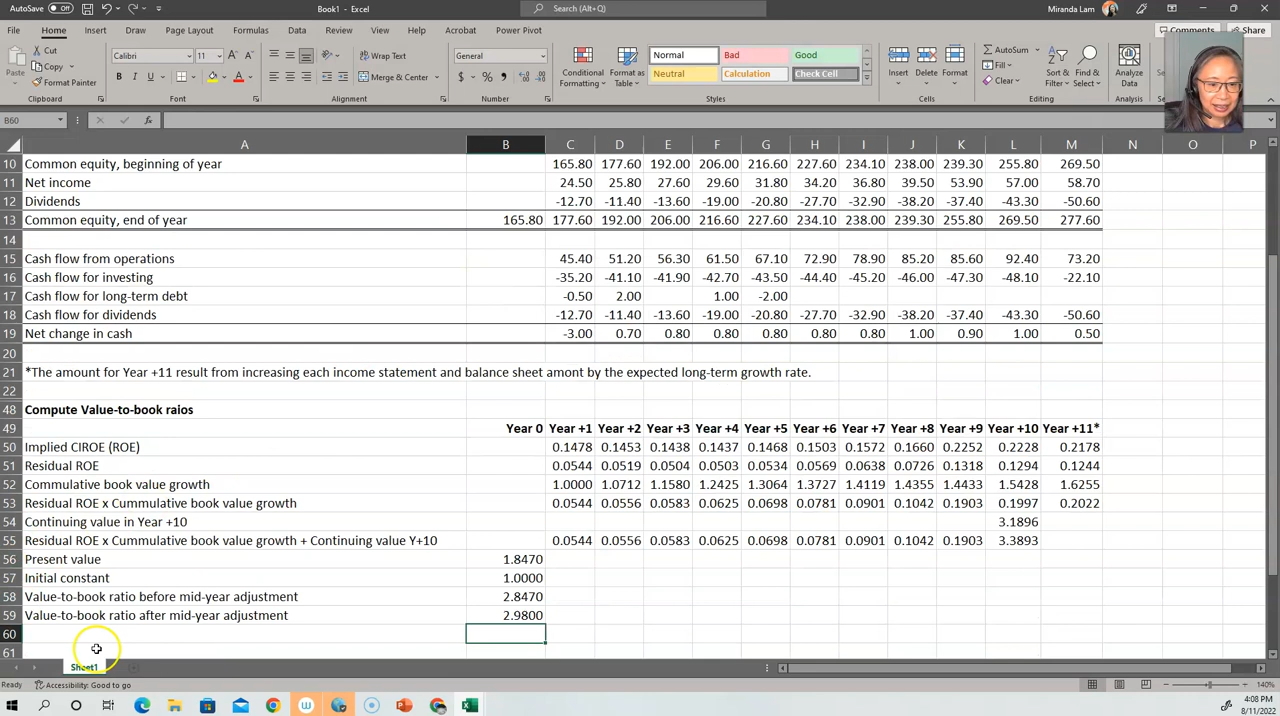 AutoSave Off Book1 - Excel Search (Alt+Q) Miranda Lam
File Home Insert Draw Page Layout Formulas Data Review View Help Acrobat Power Pivot Comments Share
Cut Calibri 11 Wrap Text General Normal Bad Good AutoSum
Paste Copy Merge & Center Conditional Formatting Format as Table Neutral Calculation Check Cell Insert Delete Format Fill Sort & Filter Find & Select Analyze Data
Format Painter Clear
Clipboard Font Alignment Number Styles Cells Editing Analysis
B60 fx
A B C D E F G H I J K L M N O P
10 Common equity, beginning of year 165.80 177.60 192.00 206.00 216.60 227.60 234.10 238.00 239.30 255.80 269.50
11 Net income 24.50 25.80 27.60 29.60 31.80 34.20 36.80 39.50 53.90 57.00 58.70
12 Dividends -12.70 -11.40 -13.60 -19.00 -20.80 -27.70 -32.90 -38.20 -37.40 -43.30 -50.60
13 Common equity, end of year 165.80 177.60 192.00 206.00 216.60 227.60 234.10 238.00 239.30 255.80 269.50 277.60
14
15 Cash flow from operations 45.40 51.20 56.30 61.50 67.10 72.90 78.90 85.20 85.60 92.40 73.20
16 Cash flow for investing -35.20 -41.10 -41.90 -42.70 -43.50 -44.40 -45.20 -46.00 -47.30 -48.10 -22.10
17 Cash flow for long-term debt -0.50 2.00 1.00 -2.00
18 Cash flow for dividends -12.70 -11.40 -13.60 -19.00 -20.80 -27.70 -32.90 -38.20 -37.40 -43.30 -50.60
19 Net change in cash -3.00 0.70 0.80 0.80 0.80 0.80 0.80 1.00 0.90 1.00 0.50
20
21 *The amount for Year +11 result from increasing each income statement and balance sheet amont by the expected long-term growth rate.
22
48 Compute Value-to-book raios
49 Year 0 Year +1 Year +2 Year +3 Year +4 Year +5 Year +6 Year +7 Year +8 Year +9 Year +10 Year +11*
50 Implied CIROE (ROE) 0.1478 0.1453 0.1438 0.1437 0.1468 0.1503 0.1572 0.1660 0.2252 0.2228 0.2178
51 Residual ROE 0.0544 0.0519 0.0504 0.0503 0.0534 0.0569 0.0638 0.0726 0.1318 0.1294 0.1244
52 Commulative book value growth 1.0000 1.0712 1.1580 1.2425 1.3064 1.3727 1.4119 1.4355 1.4433 1.5428 1.6255
53 Residual ROE x Cummulative book value growth 0.0544 0.0556 0.0583 0.0625 0.0698 0.0781 0.0901 0.1042 0.1903 0.1997 0.2022
54 Continuing value in Year +10 3.1896
55 Residual ROE x Cummulative book value growth + Continuing value Y+10 0.0544 0.0556 0.0583 0.0625 0.0698 0.0781 0.0901 0.1042 0.1903 3.3893
56 Present value 1.8470
57 Initial constant 1.0000
58 Value-to-book ratio before mid-year adjustment 2.8470
59 Value-to-book ratio after mid-year adjustment 2.9800
60
61
Sheet1
Ready Accessibility: Good to go 140%
4:08 PM
8/11/2022